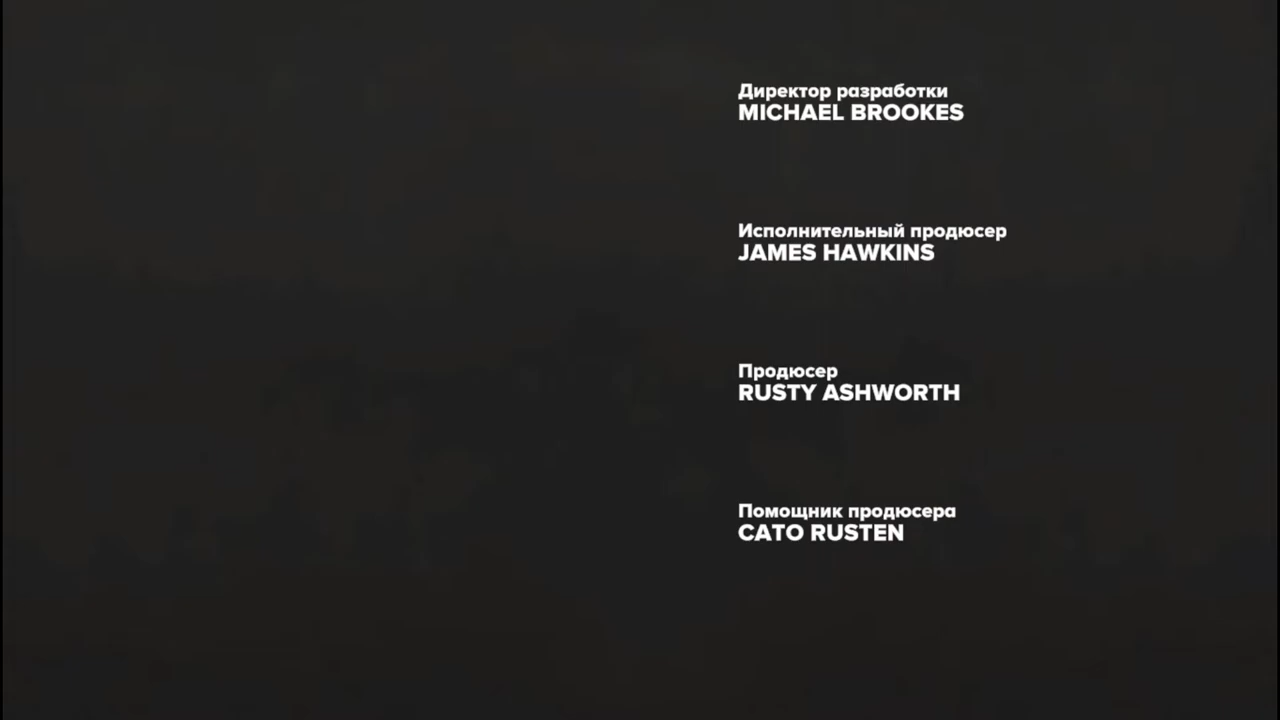 Директор разработки
MICHAEL BROOKES
Исполнительный продюсер
JAMES HAWKINS
Продюсер
RUSTY ASHWORTH
Помощник продюсера
CATO RUSTEN